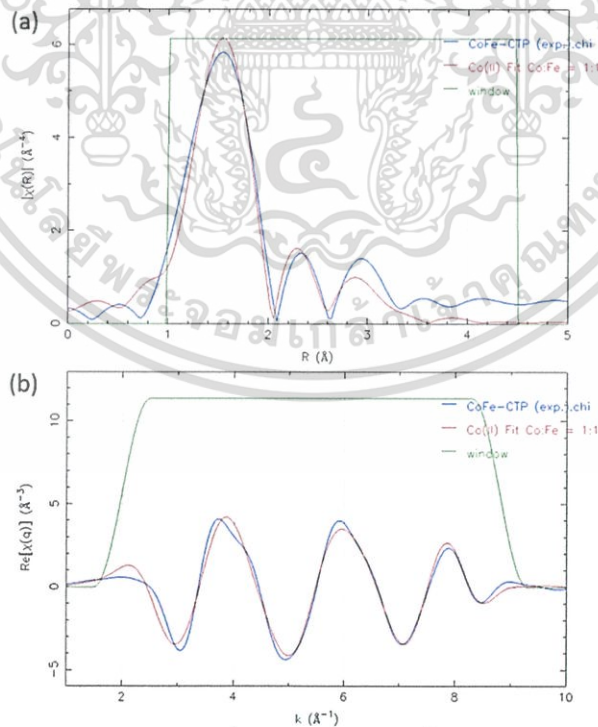 (a)
6
4
2
0
|χ(R)| (Å⁻⁴)
CoFe-CTP (exp.).chi
Co(II) Fit Co:Fe = 1:1
window
0 1 2 3 4 5
R (Å)
(b)
10
5
0
-5
Re[χ(q)] (Å⁻³)
CoFe-CTP (exp.).chi
Co(II) Fit Co:Fe = 1:1
window
2 4 6 8 10
k (Å⁻¹)